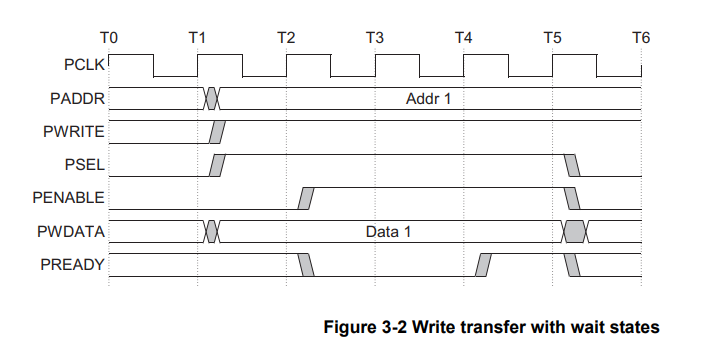 T0 T1 T2 T3 T4 T5 T6
PCLK
PADDR Addr 1
PWRITE
PSEL
PENABLE
PWDATA Data 1
PREADY
Figure 3-2 Write transfer with wait states